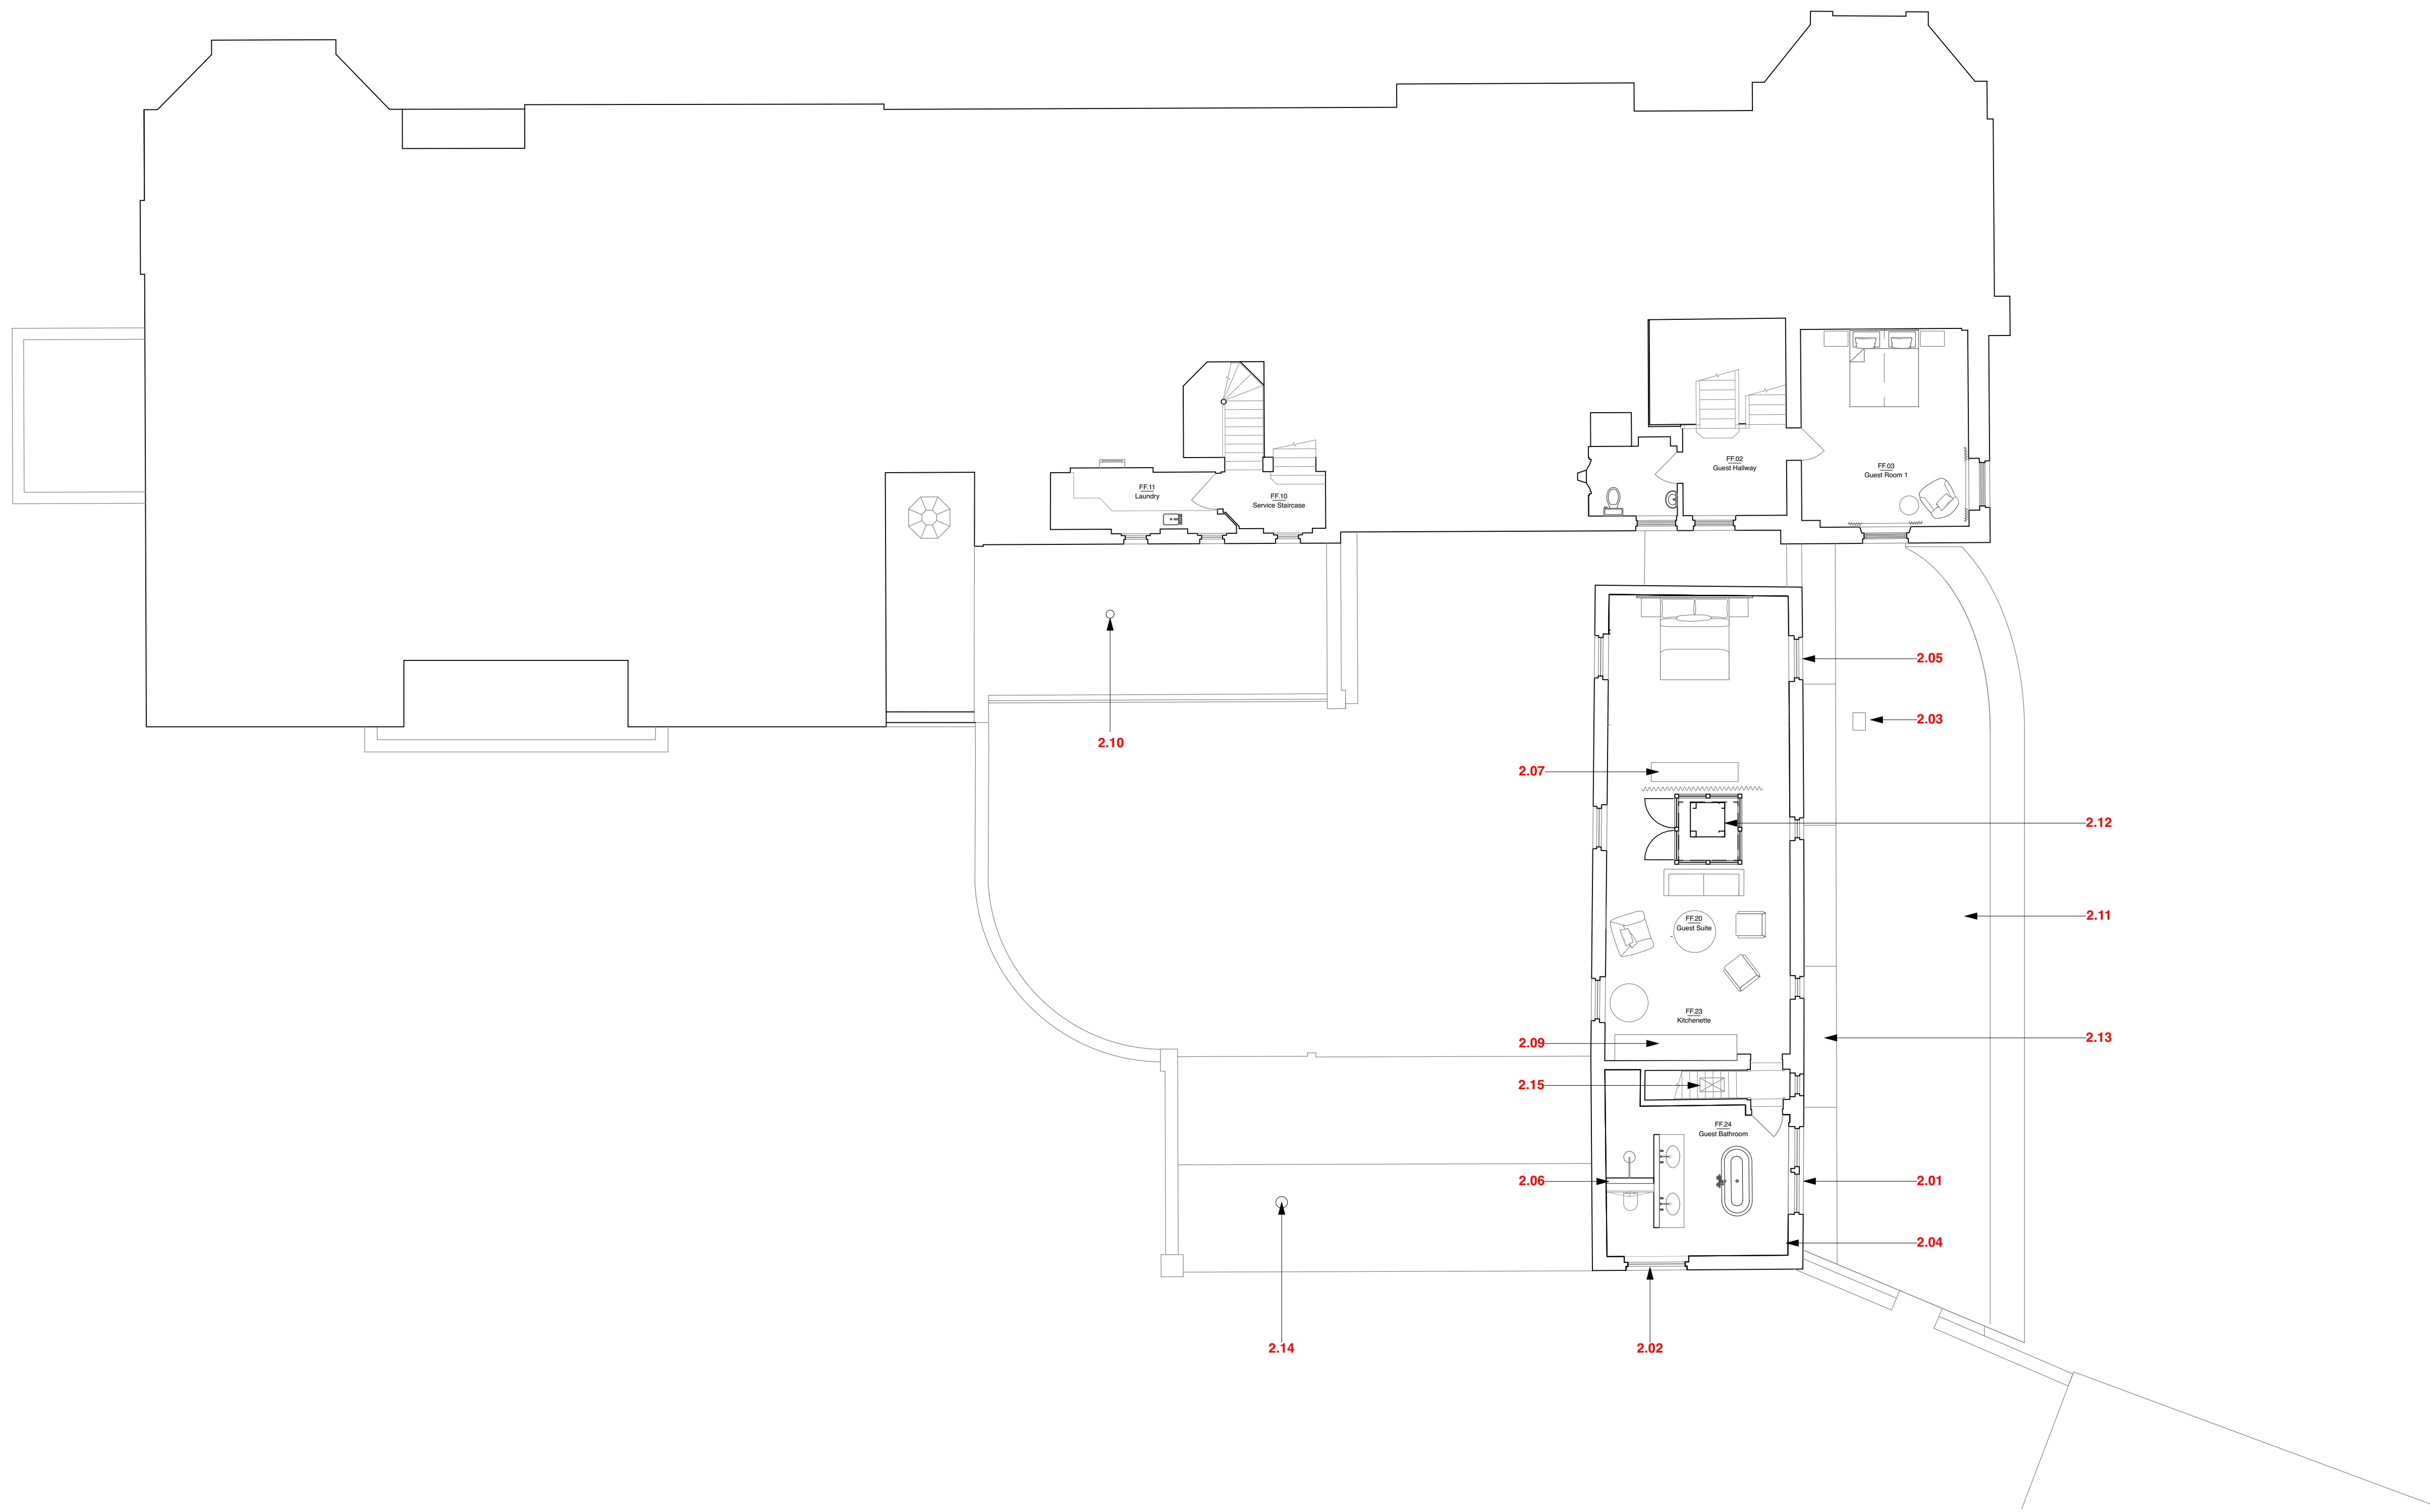 FF.02
Guest Hallway
FF.03
Guest Room 1
FF.11
Laundry
FF.10
Service Staircase
2.05
2.03
2.10
2.07
2.12
FF.20
Guest Suite
2.11
FF.23
Kitchenette
2.13
2.09
2.15
FF.24
Guest Bathroom
2.06
2.01
2.04
2.14
2.02